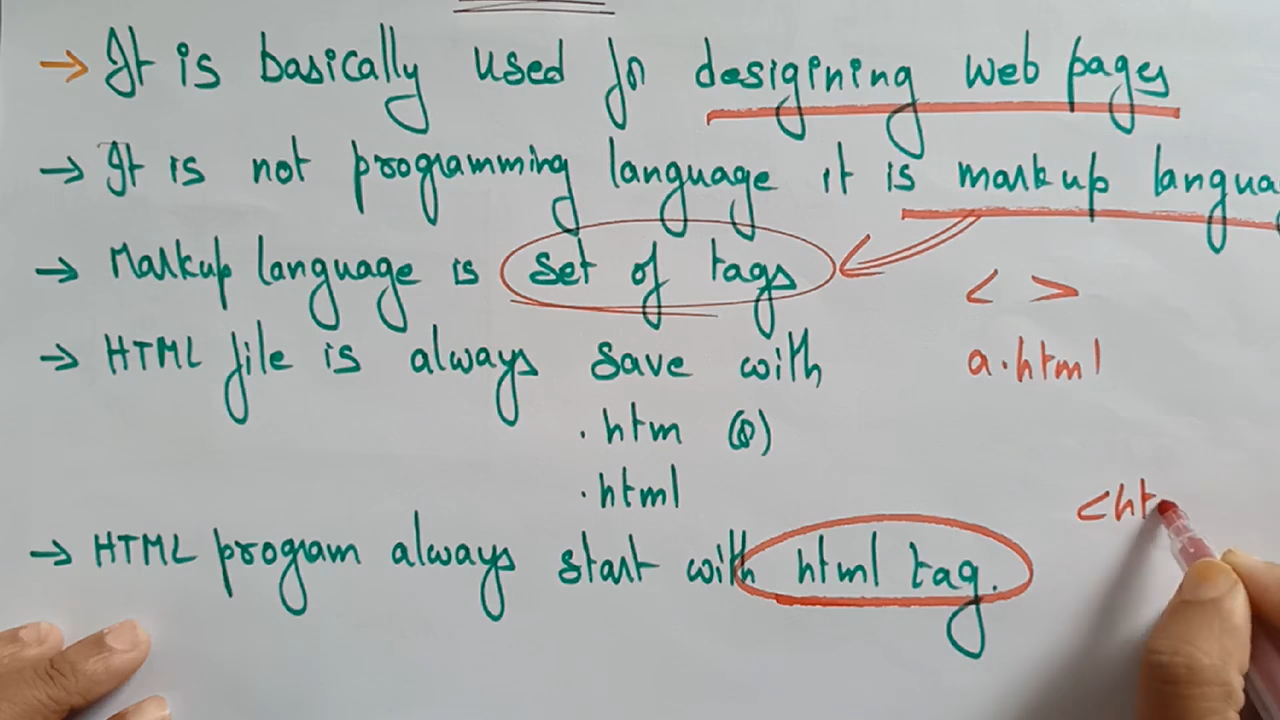 → It is basically used for desigining web pages
→ It is not programming language it is markup langua
→ Markup language is set of tags
< >
→ HTML file is always save with
a.html
.htm (or)
.html
<ht
→ HTML program always start with html tag.